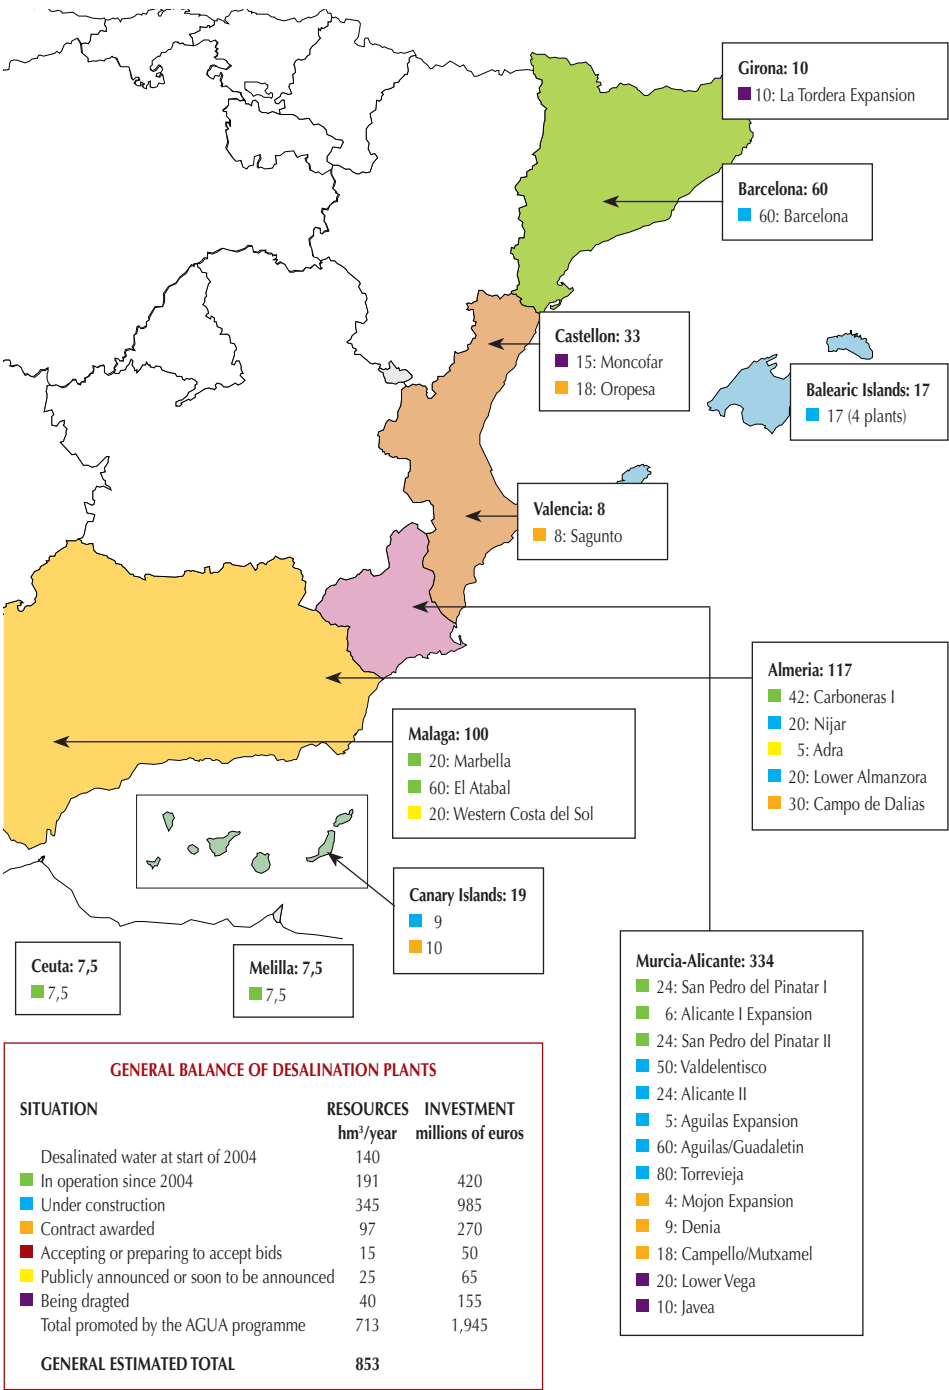 Girona: 10
10: La Tordera Expansion
Barcelona: 60
60: Barcelona
Castellon: 33
15: Moncofar
18: Oropesa
Balearic Islands: 17
17 (4 plants)
Valencia: 8
8: Sagunto
Almeria: 117
42: Carboneras I
20: Nijar
5: Adra
20: Lower Almanzora
30: Campo de Dalias
Malaga: 100
20: Marbella
60: El Atabal
20: Western Costa del Sol
Canary Islands: 19
9
10
Ceuta: 7,5
7,5
Melilla: 7,5
7,5
Murcia-Alicante: 334
24: San Pedro del Pinatar I
6: Alicante I Expansion
24: San Pedro del Pinatar II
50: Valdelentisco
24: Alicante II
5: Aguilas Expansion
60: Aguilas/Guadaletin
80: Torrevieja
4: Mojon Expansion
9: Denia
18: Campello/Mutxamel
20: Lower Vega
10: Javea
GENERAL BALANCE OF DESALINATION PLANTS
SITUATION RESOURCES INVESTMENT
hm³/year millions of euros
Desalinated water at start of 2004 140
In operation since 2004 191 420
Under construction 345 985
Contract awarded 97 270
Accepting or preparing to accept bids 15 50
Publicly announced or soon to be announced 25 65
Being dragted 40 155
Total promoted by the AGUA programme 713 1,945
GENERAL ESTIMATED TOTAL 853